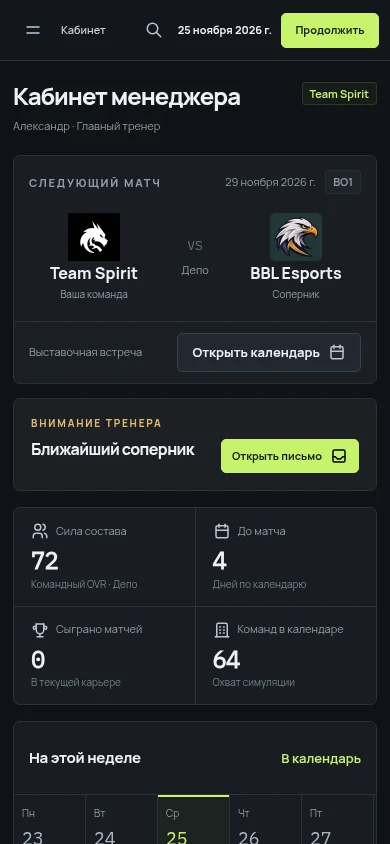 Кабинет
25 ноября 2026 г.
Продолжить
Кабинет менеджера
Team Spirit
Александр · Главный тренер
СЛЕДУЮЩИЙ МАТЧ
29 ноября 2026 г.
BO1
VS
Депо
Team Spirit
Ваша команда
BBL Esports
Соперник
Выставочная встреча
Открыть календарь
ВНИМАНИЕ ТРЕНЕРА
Ближайший соперник
Открыть письмо
Сила состава
72
Командный OVR · Депо
До матча
4
Дней по календарю
Сыграно матчей
0
В текущей карьере
Команд в календаре
64
Охват симуляции
На этой неделе
В календарь
Пн
Вт
Ср
Чт
Пт
23
24
25
26
27